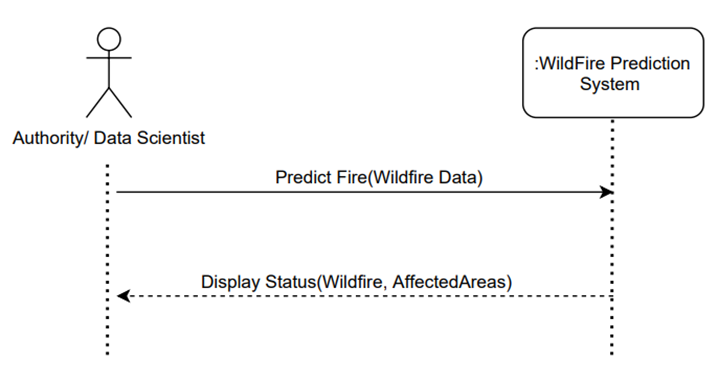 :WildFire Prediction
System
Authority/ Data Scientist
Predict Fire(Wildfire Data)
Display Status(Wildfire, AffectedAreas)